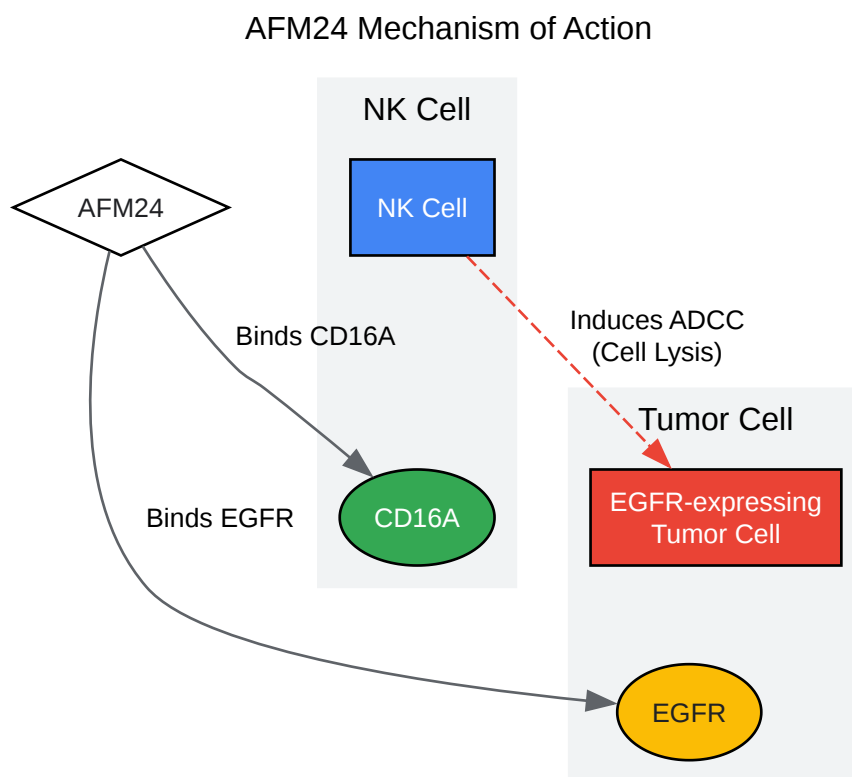 AFM24 Mechanism of Action
NK Cell
AFM24
NK Cell
Induces ADCC
(Cell Lysis)
Binds CD16A
Tumor Cell
EGFR-expressing
Tumor Cell
Binds EGFR
CD16A
EGFR